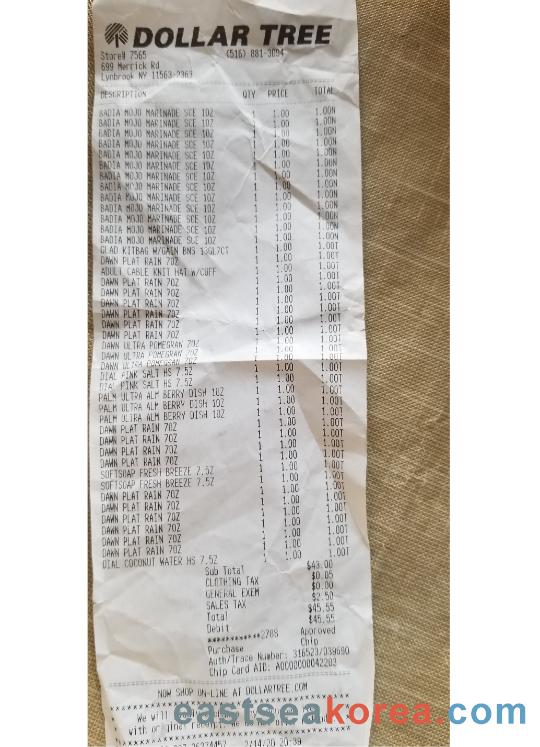 DOLLAR TREE
Store# 7565 (516) 881-3094
699 Merrick Rd
Lynbrook NY 11563-2363
DESCRIPTION QTY PRICE TOTAL
BADIA MOJO MARINADE SCE 10Z 1 1.00 1.00N
BADIA MOJO MARINADE SCE 10Z 1 1.00 1.00N
BADIA MOJO MARINADE SCE 10Z 1 1.00 1.00N
BADIA MOJO MARINADE SCE 10Z 1 1.00 1.00N
BADIA MOJO MARINADE SCE 10Z 1 1.00 1.00N
BADIA MOJO MARINADE SCE 10Z 1 1.00 1.00N
BADIA MOJO MARINADE SCE 10Z 1 1.00 1.00N
BADIA MOJO MARINADE SCE 10Z 1 1.00 1.00N
BADIA MOJO MARINADE SCE 10Z 1 1.00 1.00N
BADIA MOJO MARINADE SCE 10Z 1 1.00 1.00N
BADIA MOJO MARINADE SCE 10Z 1 1.00 1.00N
BADIA MOJO MARINADE SCE 10Z 1 1.00 1.00N
BADIA MOJO MARINADE SCE 10Z 1 1.00 1.00N
GLAD KITBAG W/GAIN BNS 13GL7CT 1 1.00 1.00T
DAWN PLAT RAIN 7OZ 1 1.00 1.00T
ADULT CABLE KNIT HAT W/CUFF 1 1.00 1.00T
DAWN PLAT RAIN 7OZ 1 1.00 1.00T
DAWN PLAT RAIN 7OZ 1 1.00 1.00T
DAWN PLAT RAIN 7OZ 1 1.00 1.00T
DAWN PLAT RAIN 7OZ 1 1.00 1.00T
DAWN PLAT RAIN 7OZ 1 1.00 1.00T
DAWN PLAT RAIN 7OZ 1 1.00 1.00T
DAWN ULTRA POMEGRAN 7OZ 1 1.00 1.00T
DAWN ULTRA POMEGRAN 7OZ 1 1.00 1.00T
DAWN ULTRA POMEGRAN 7OZ 1 1.00 1.00T
DIAL PINK SALT HS 7.5Z 1 1.00 1.00T
DIAL PINK SALT HS 7.5Z 1 1.00 1.00T
PALM ULTRA ALM BERRY DISH 10Z 1 1.00 1.00T
PALM ULTRA ALM BERRY DISH 10Z 1 1.00 1.00T
PALM ULTRA ALM BERRY DISH 10Z 1 1.00 1.00T
DAWN PLAT RAIN 7OZ 1 1.00 1.00T
DAWN PLAT RAIN 7OZ 1 1.00 1.00T
DAWN PLAT RAIN 7OZ 1 1.00 1.00T
DAWN PLAT RAIN 7OZ 1 1.00 1.00T
SOFTSOAP FRESH BREEZE 7.5Z 1 1.00 1.00T
SOFTSOAP FRESH BREEZE 7.5Z 1 1.00 1.00T
DAWN PLAT RAIN 7OZ 1 1.00 1.00T
DAWN PLAT RAIN 7OZ 1 1.00 1.00T
DAWN PLAT RAIN 7OZ 1 1.00 1.00T
DAWN PLAT RAIN 7OZ 1 1.00 1.00T
DAWN PLAT RAIN 7OZ 1 1.00 1.00T
DAWN PLAT RAIN 7OZ 1 1.00 1.00T
DIAL COCONUT WATER HS 7.5Z 1 1.00 1.00T
Sub Total $43.00
CLOTHING TAX $0.05
GENERAL EXEM $0.00
SALES TAX $2.50
Total $45.55
Debit $45.55
************2788 Approved
Purchase Chip
Auth/Trace Number: 316523/039690
Chip Card AID: A0000000042203
NOW SHOP ON-LINE AT DOLLARTREE.COM
We will
with original
eastseakorea.com
2/14/20 20:39